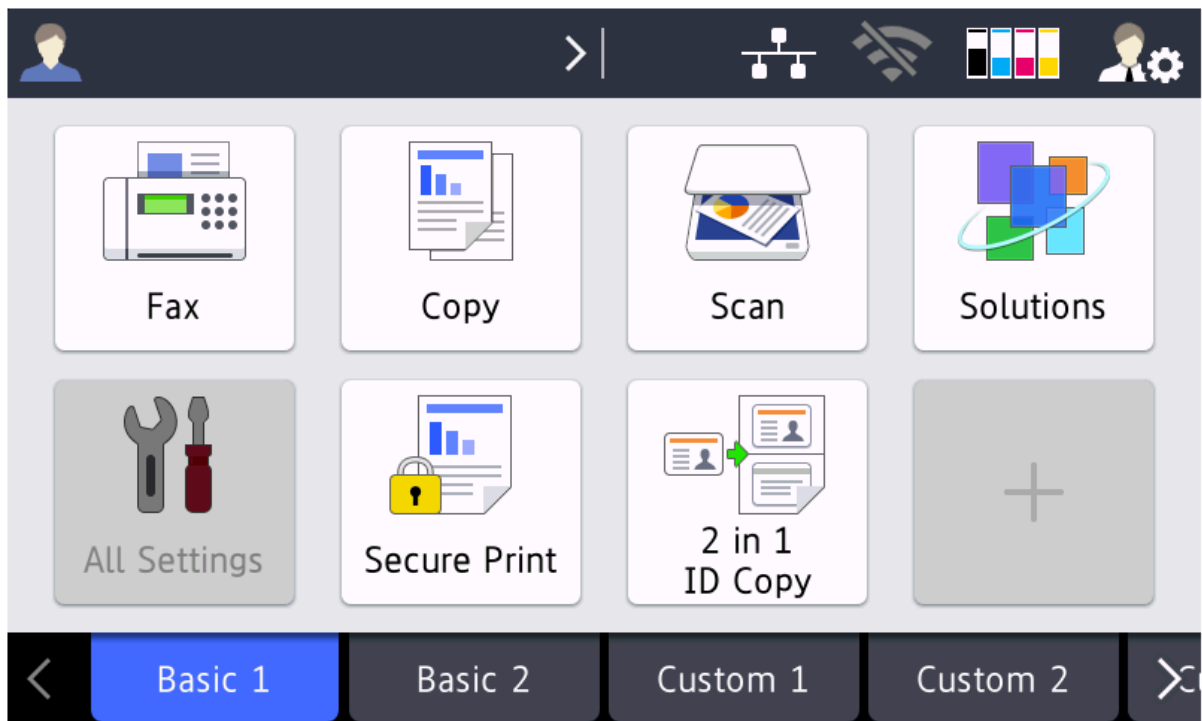 Fax
Copy
Scan
Solutions
All Settings
Secure Print
2 in 1
ID Copy
Basic 1
Basic 2
Custom 1
Custom 2